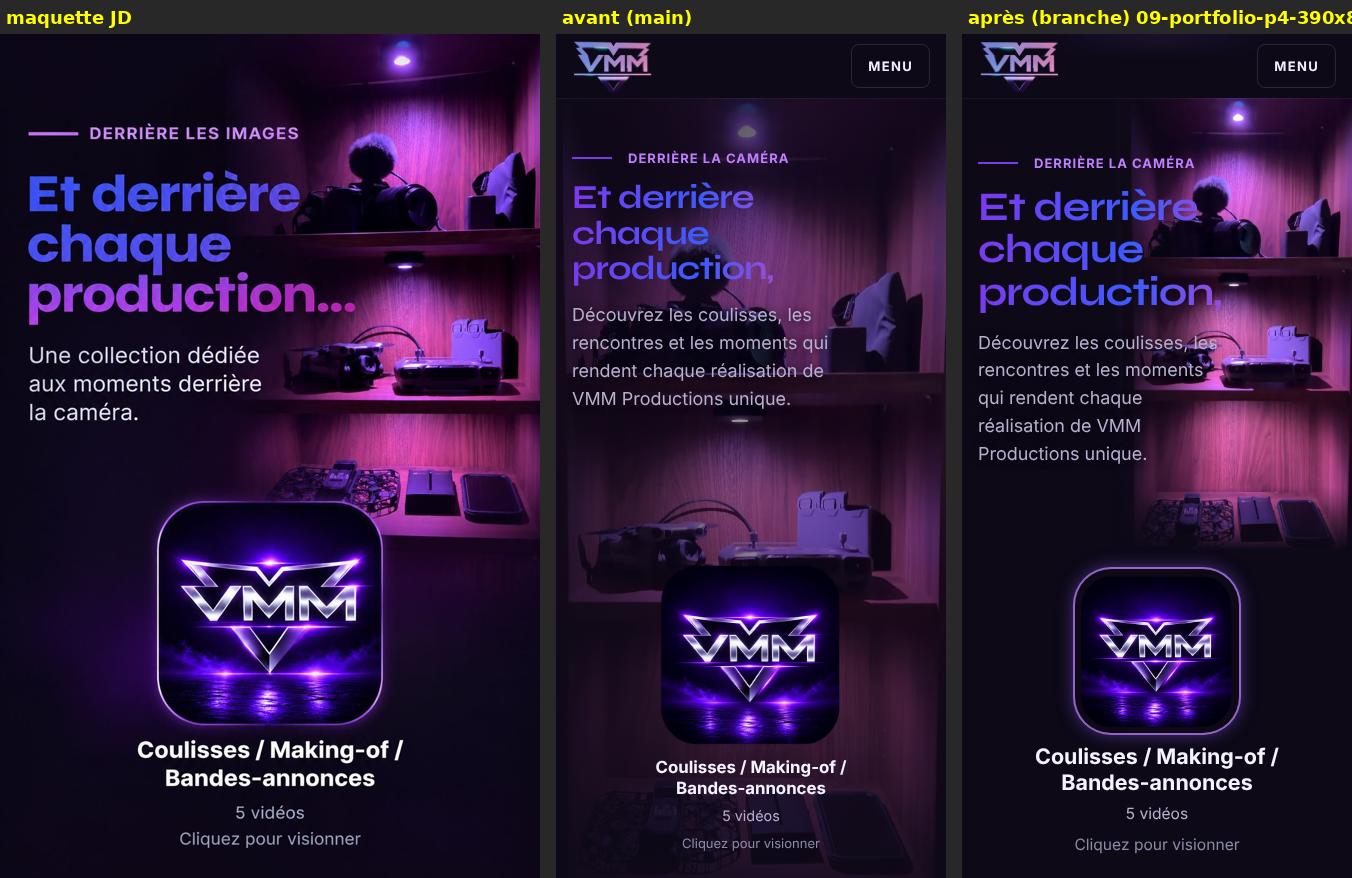 maquette JD
DERRIÈRE LES IMAGES
Et derrière
chaque
production...
Une collection dédiée
aux moments derrière
la caméra.
VMM
Coulisses / Making-of /
Bandes-annonces
5 vidéos
Cliquez pour visionner
avant (main)
VMM
MENU
DERRIÈRE LA CAMÉRA
Et derrière
chaque
production,
Découvrez les coulisses, les
rencontres et les moments qui
rendent chaque réalisation de
VMM Productions unique.
VMM
Coulisses / Making-of /
Bandes-annonces
5 vidéos
Cliquez pour visionner
après (branche) 09-portfolio-p4-390x8
VMM
MENU
DERRIÈRE LA CAMÉRA
Et derrière
chaque
production,
Découvrez les coulisses, les
rencontres et les moments
qui rendent chaque
réalisation de VMM
Productions unique.
VMM
Coulisses / Making-of /
Bandes-annonces
5 vidéos
Cliquez pour visionner